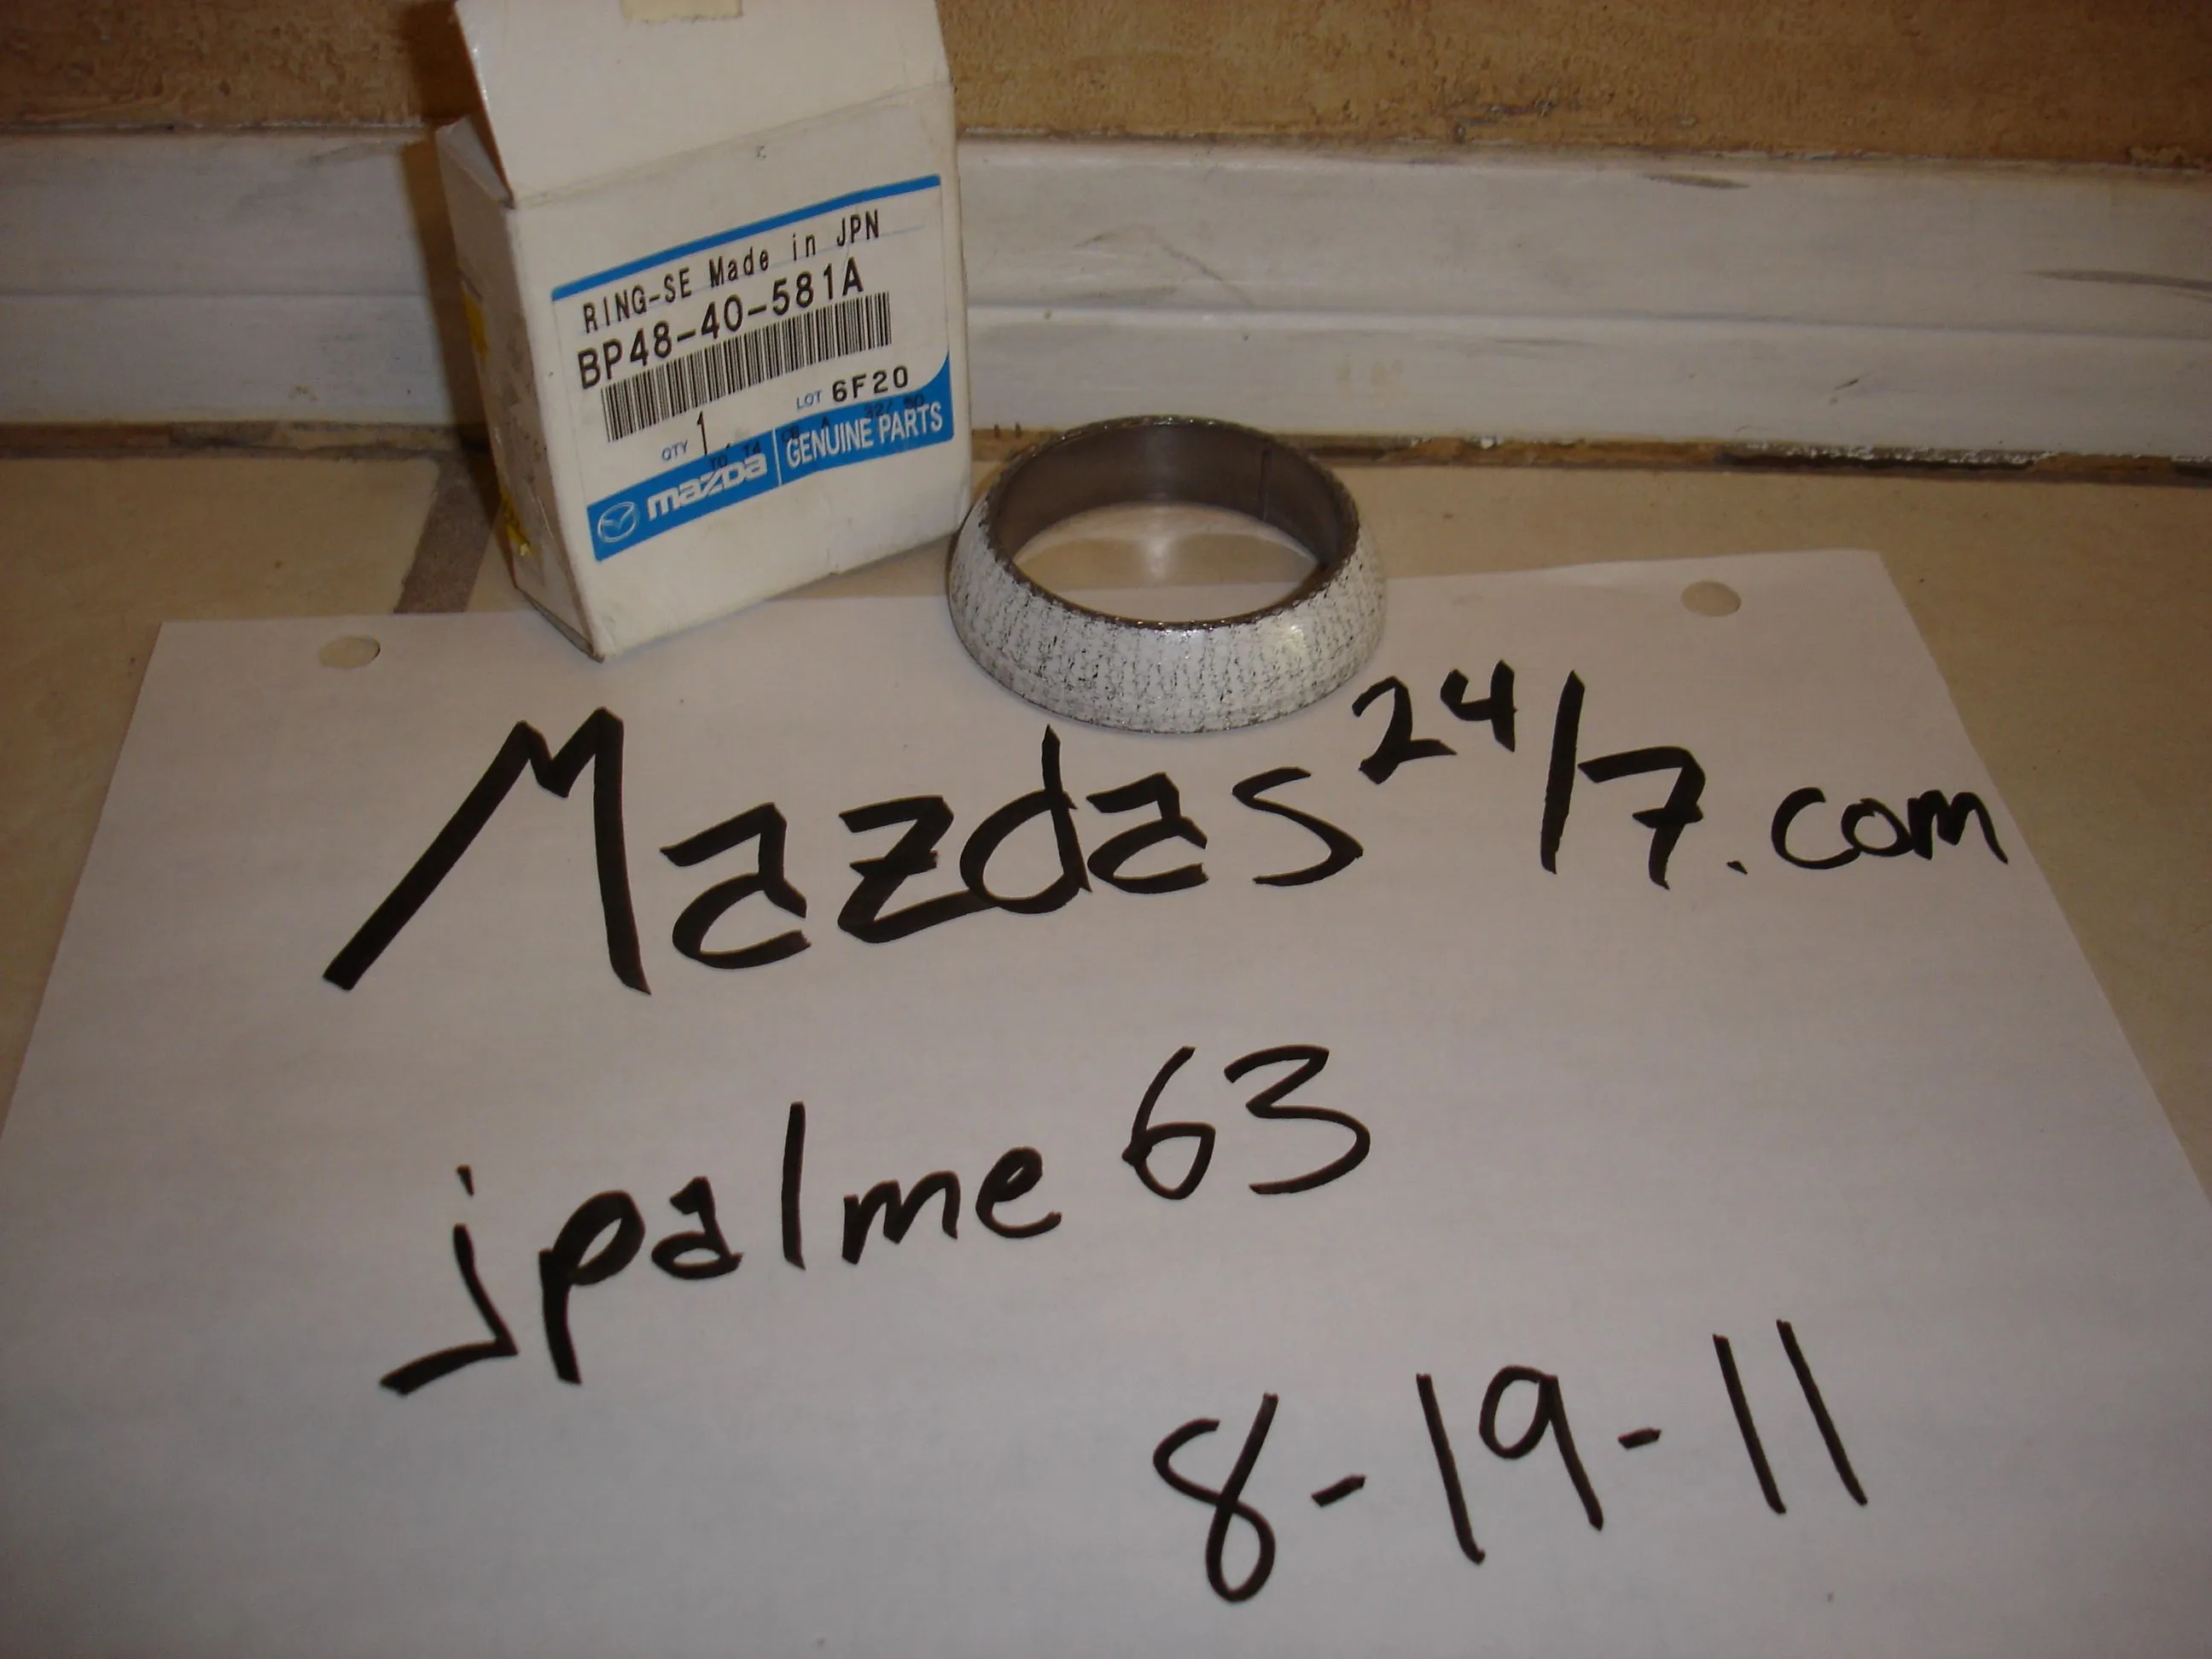 RING-SE Made in JPN
BP48-40-581A
QTY 1 LOT 6F20
mazda GENUINE PARTS
Mazdas24/7.com
jpalme63
8-19-11